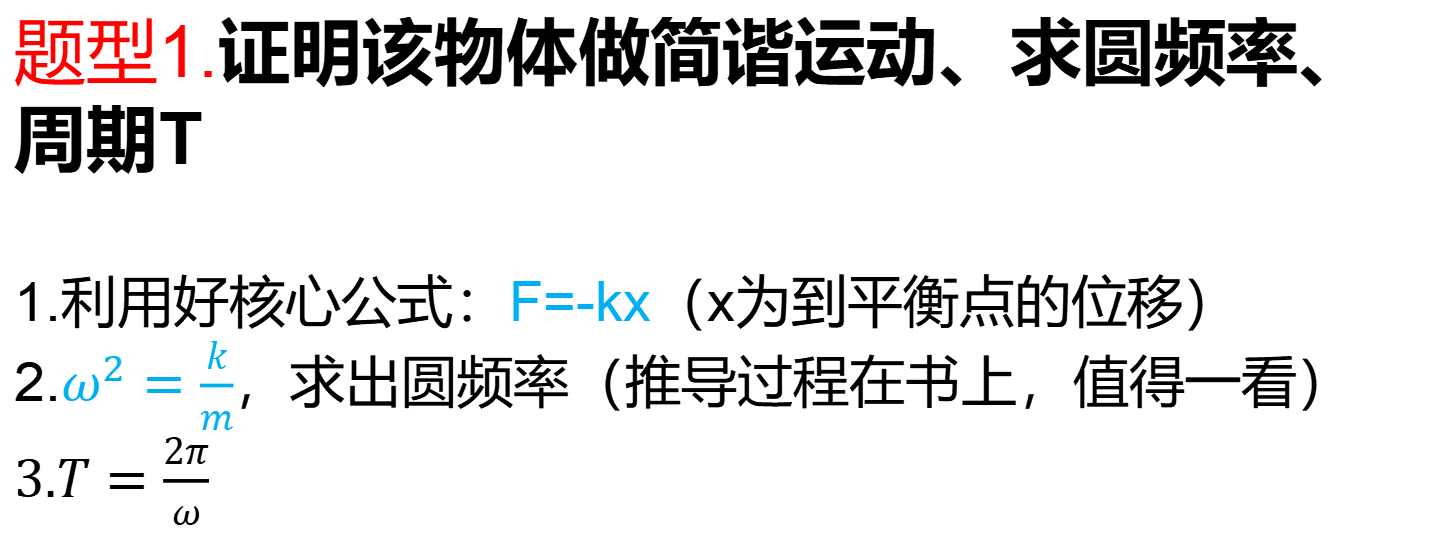 题型1.证明该物体做简谐运动、求圆频率、
周期T
1.利用好核心公式：F=-kx（x为到平衡点的位移）
2.ω² = k/m，求出圆频率（推导过程在书上，值得一看）
3.T = 2π/ω